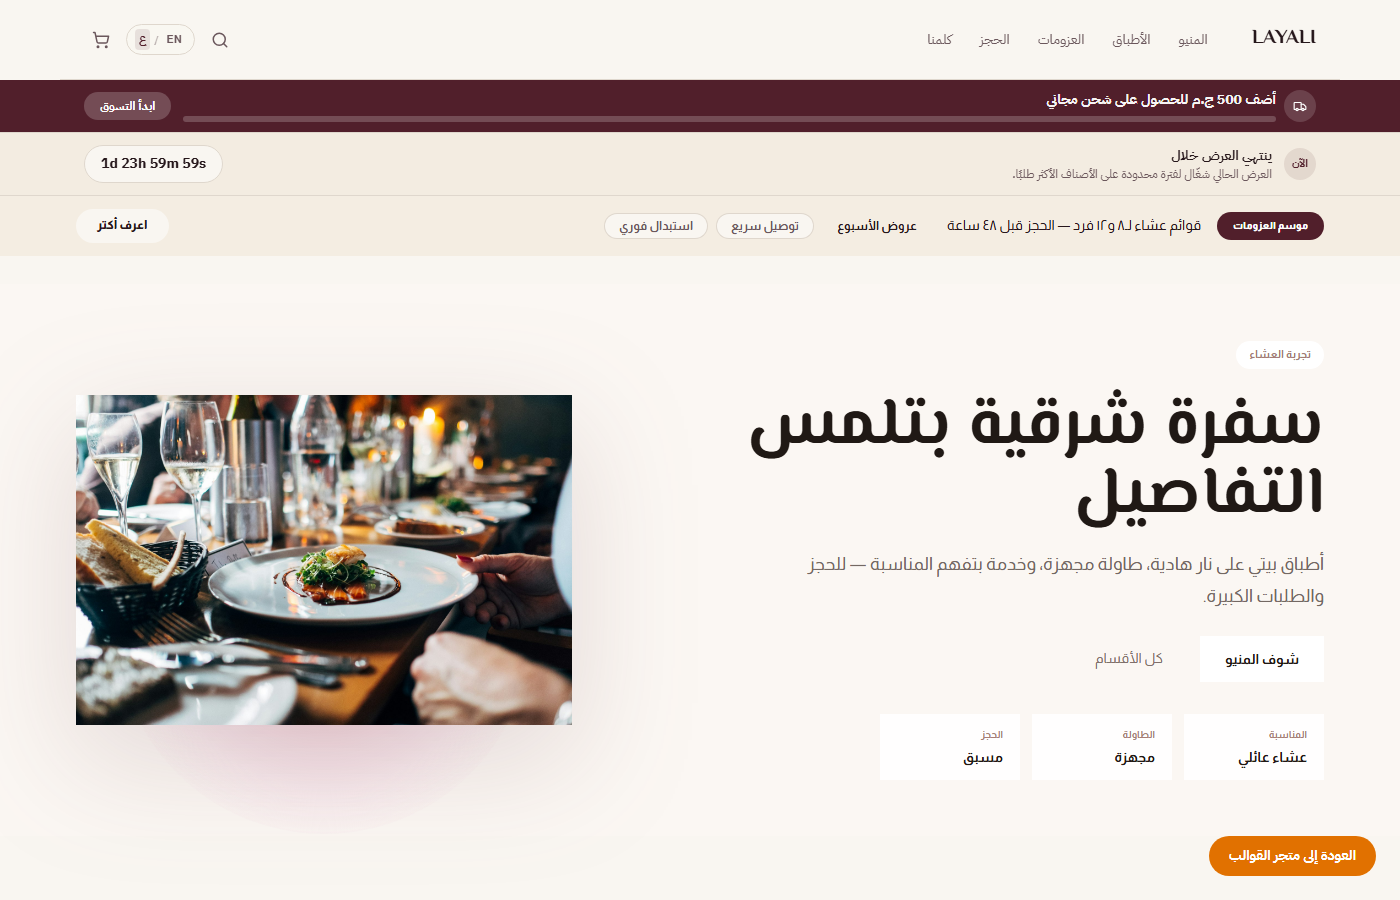 LAYALI
المنيو
الأطباق
العزومات
الحجز
كلمنا
EN / ع
أضف 500 ج.م للحصول على شحن مجاني
ابدأ التسوق
الآن
ينتهي العرض خلال
العرض الحالي شغّال لفترة محدودة على الأصناف الأكثر طلبًا.
1d 23h 59m 59s
موسم العزومات
قوائم عشاء لـ٨ و١٢ فرد — الحجز قبل ٤٨ ساعة
عروض الأسبوع
توصيل سريع
استبدال فوري
اعرف أكتر
تجربة العشاء
سفرة شرقية بتلمس
التفاصيل
أطباق بيتي على نار هادية، طاولة مجهزة، وخدمة بتفهم المناسبة — للحجز
والطلبات الكبيرة.
شوف المنيو
كل الأقسام
المناسبة
عشاء عائلي
الطاولة
مجهزة
الحجز
مسبق
العودة إلى متجر القوالب